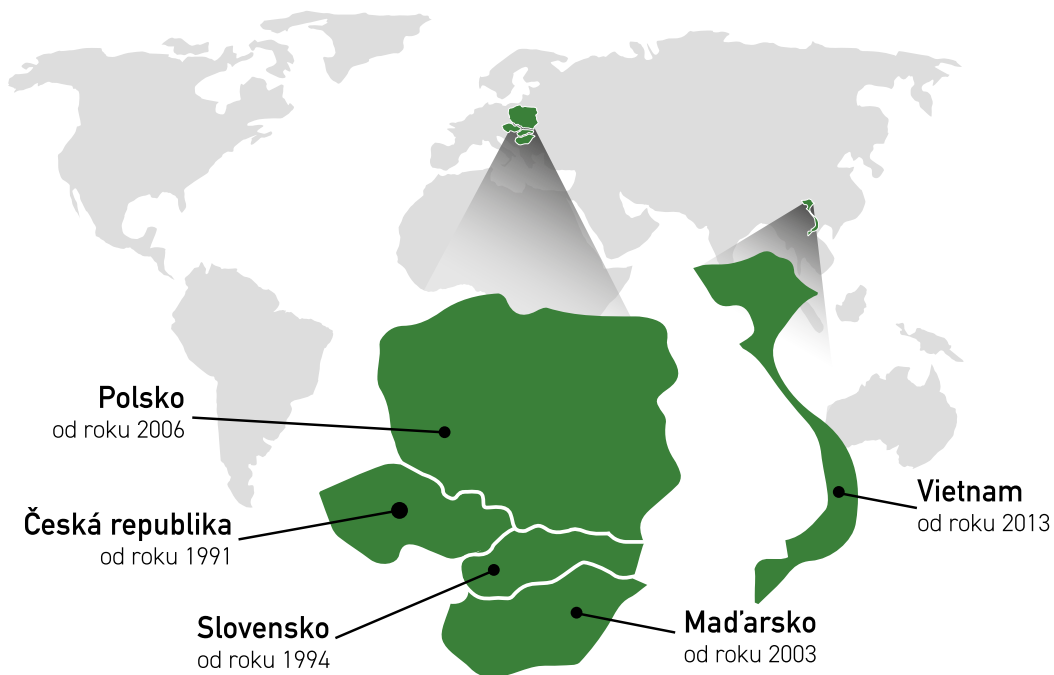 Polsko
od roku 2006
Česká republika
od roku 1991
Slovensko
od roku 1994
Maďarsko
od roku 2003
Vietnam
od roku 2013